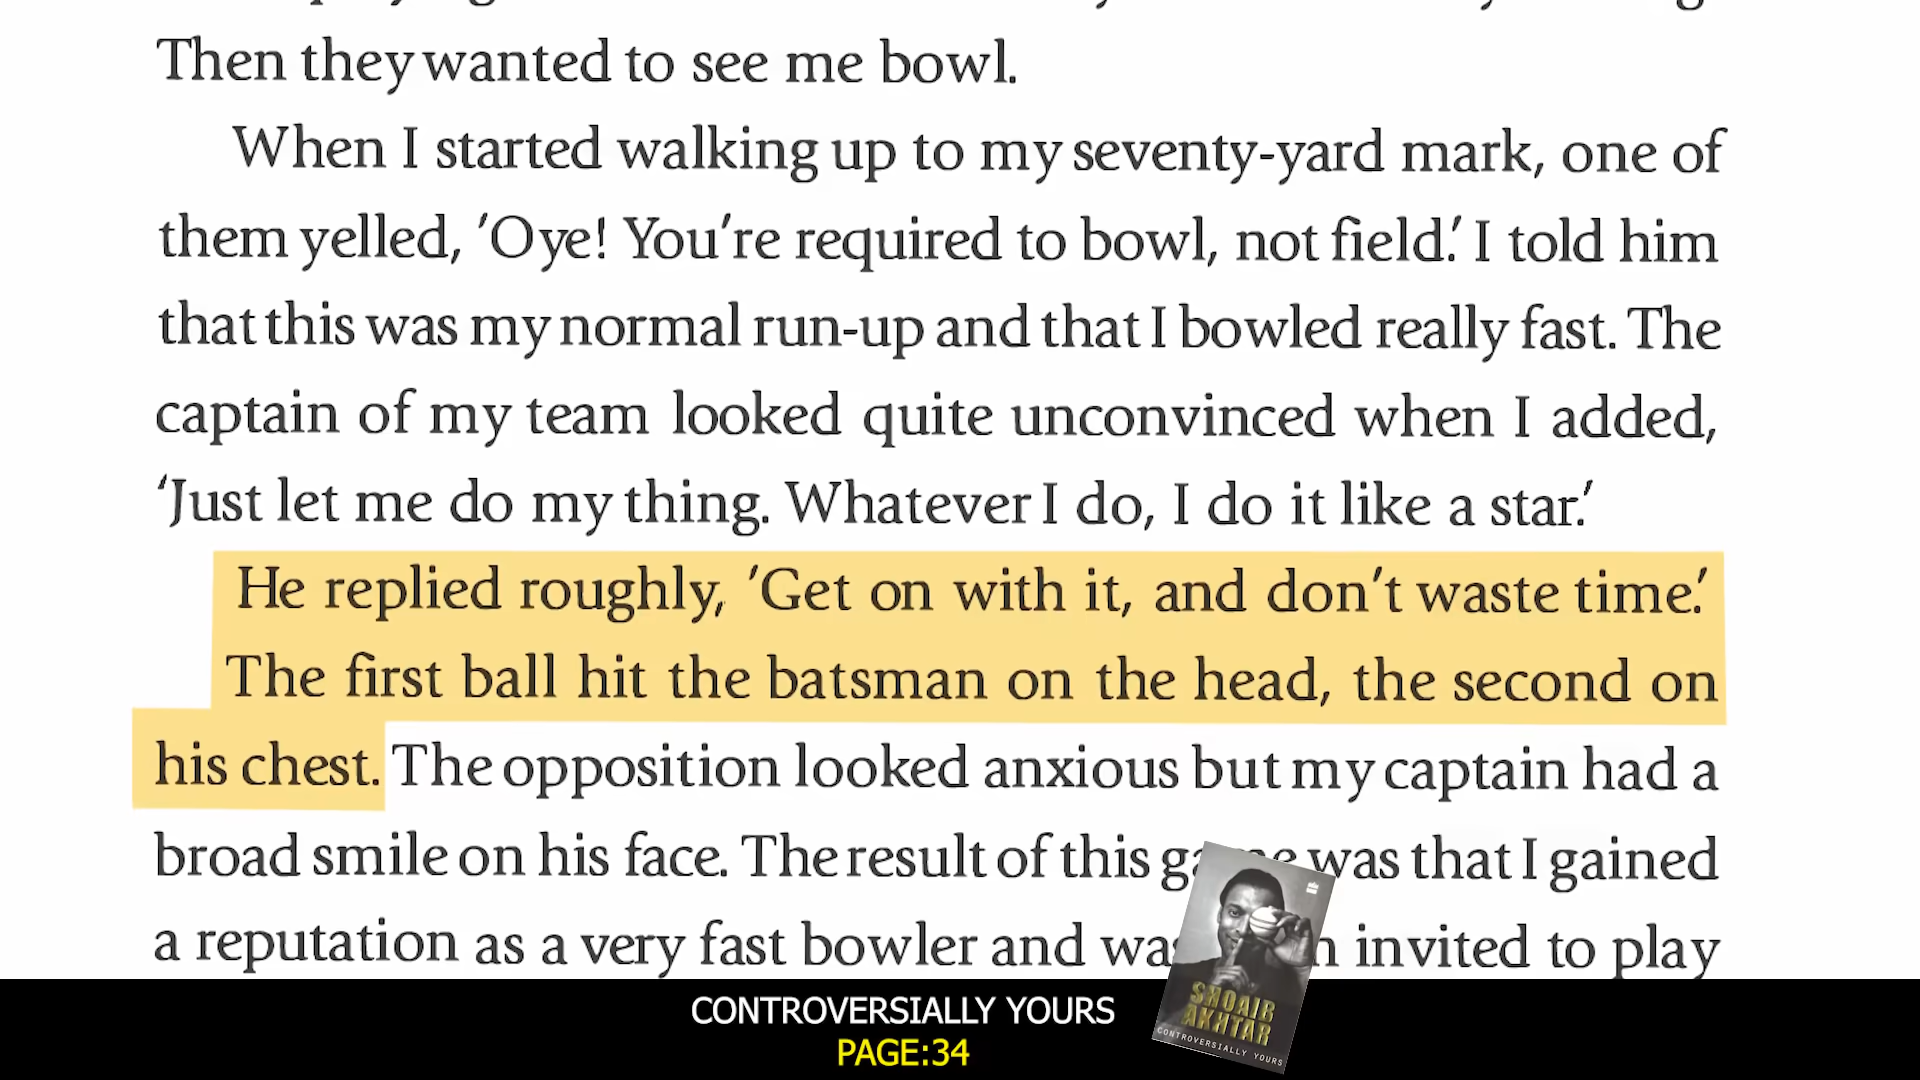 Then they wanted to see me bowl.
When I started walking up to my seventy-yard mark, one of
them yelled, 'Oye! You're required to bowl, not field.' I told him
that this was my normal run-up and that I bowled really fast. The
captain of my team looked quite unconvinced when I added,
'Just let me do my thing. Whatever I do, I do it like a star.'
He replied roughly, 'Get on with it, and don't waste time.'
The first ball hit the batsman on the head, the second on
his chest. The opposition looked anxious but my captain had a
broad smile on his face. The result of this was that I gained
a reputation as a very fast bowler and invited to play
SHOAIB
AKHTAR
CONTROVERSIALLY YOURS
CONTROVERSIALLY YOURS
PAGE:34